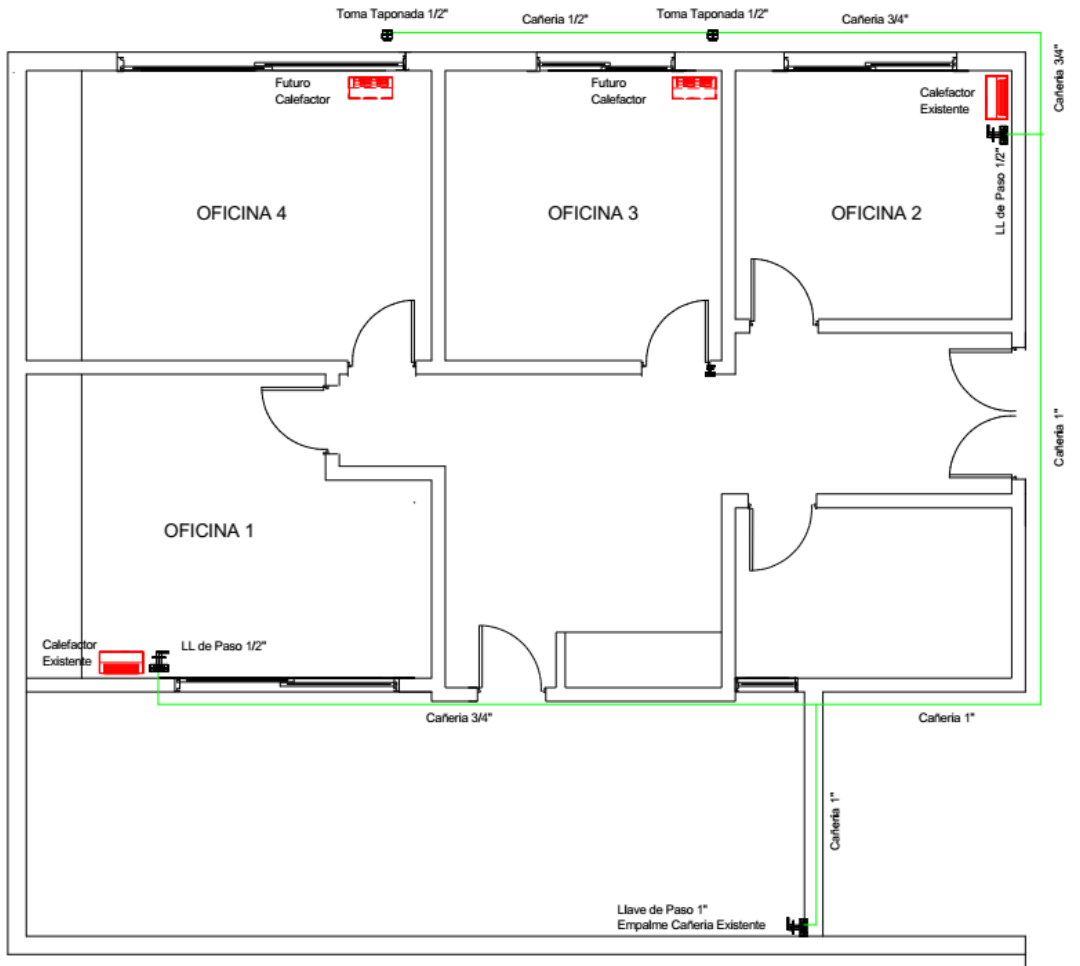 Toma Taponada 1/2"
Cañeria 1/2"
Toma Taponada 1/2"
Cañeria 3/4"
Cañeria 3/4"
Futuro
Calefactor
Futuro
Calefactor
Calefactor
Existente
LL de Paso 1/2"
OFICINA 4
OFICINA 3
OFICINA 2
Cañeria 1"
OFICINA 1
Calefactor
Existente
LL de Paso 1/2"
Cañeria 3/4"
Cañeria 1"
Cañeria 1"
Llave de Paso 1"
Empalme Cañeria Existente